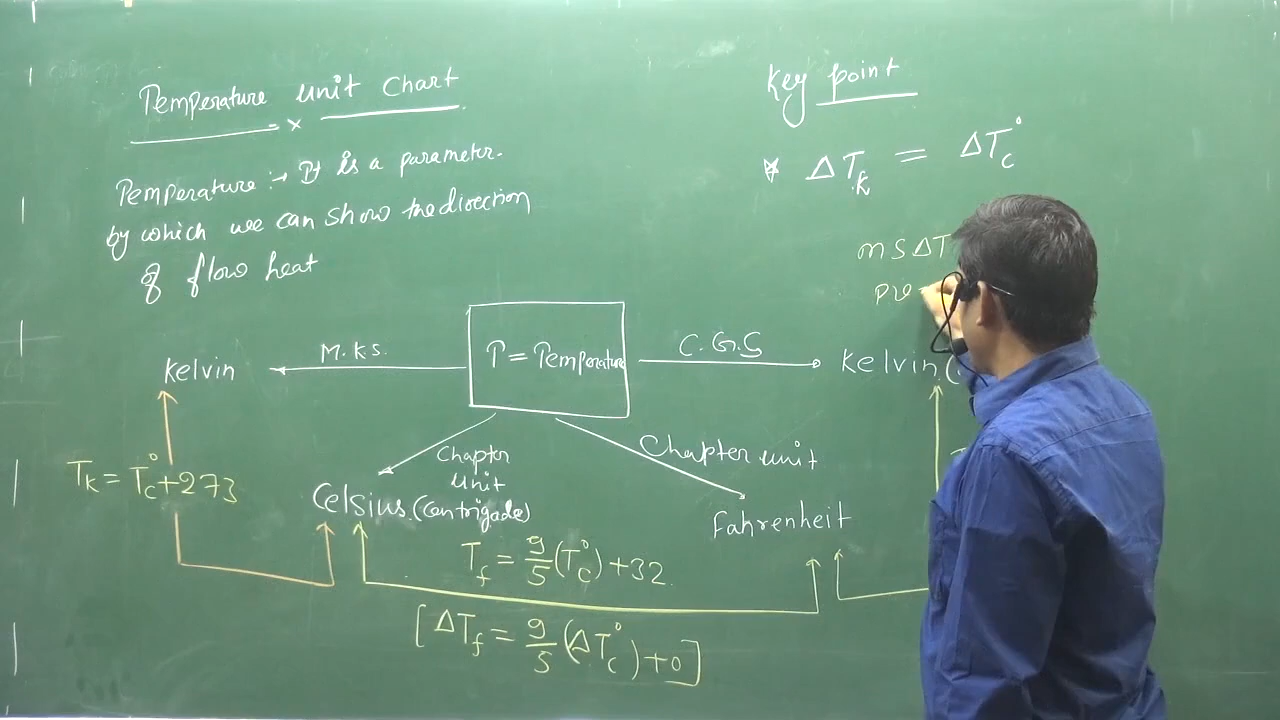 Temperature unit Chart
Temperature :→ It is a parameter.
by which we can show the direction
of flow heat
Key point
* ΔT_k = ΔT_c°
m s ΔT
Kelvin
M.K.S.
T = Temperature
C.G.S
Kelvin (
T_K = T_c° + 273
Chapter
unit
Celsius. (Centrigade)
Chapter unit
Fahrenheit
T_f = 9/5 (T_c°) + 32.
[ΔT_f = 9/5 (ΔT_c°) + 0]